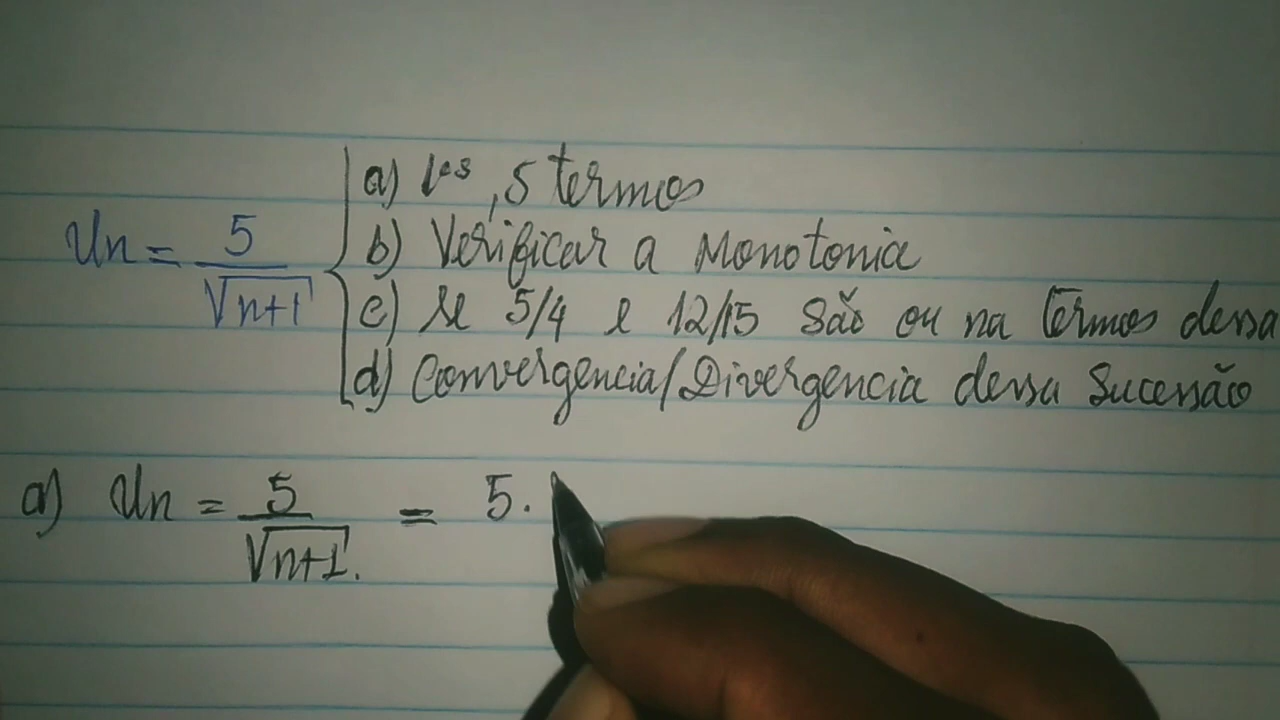 a) 1ºs, 5 termos
b) Verificar a Monotonia
Un = 5/√n+1
c) Se 5/4 e 12/15 São ou na Termos dessa
d) Convergencia/Divergencia dessa Sucessão
a) Un = 5/√n+1. = 5.